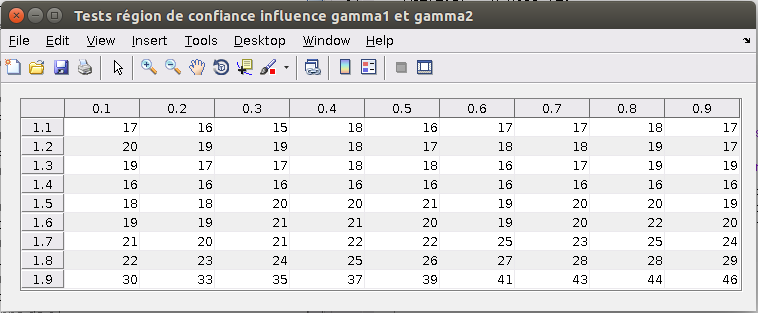 Tests région de confiance influence gamma1 et gamma2
File Edit View Insert Tools Desktop Window Help
0.1 0.2 0.3 0.4 0.5 0.6 0.7 0.8 0.9
1.1 17 16 15 18 16 17 17 18 17
1.2 20 19 19 18 17 18 18 19 17
1.3 19 17 17 18 18 16 17 19 19
1.4 16 16 16 16 16 16 16 16 16
1.5 18 18 20 20 21 19 20 20 19
1.6 19 19 21 21 20 19 20 22 20
1.7 21 20 21 22 22 25 23 25 24
1.8 22 23 24 25 26 27 28 28 29
1.9 30 33 35 37 39 41 43 44 46